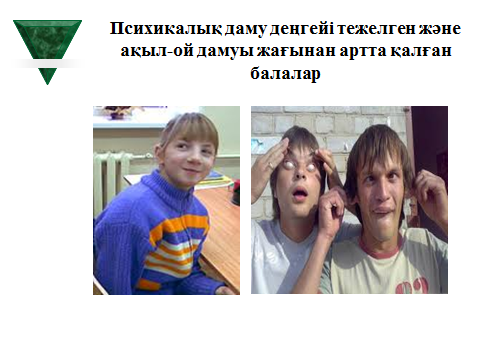 Психикалық даму деңгейі тежелген және
ақыл-ой дамуы жағынан артта қалған
балалар